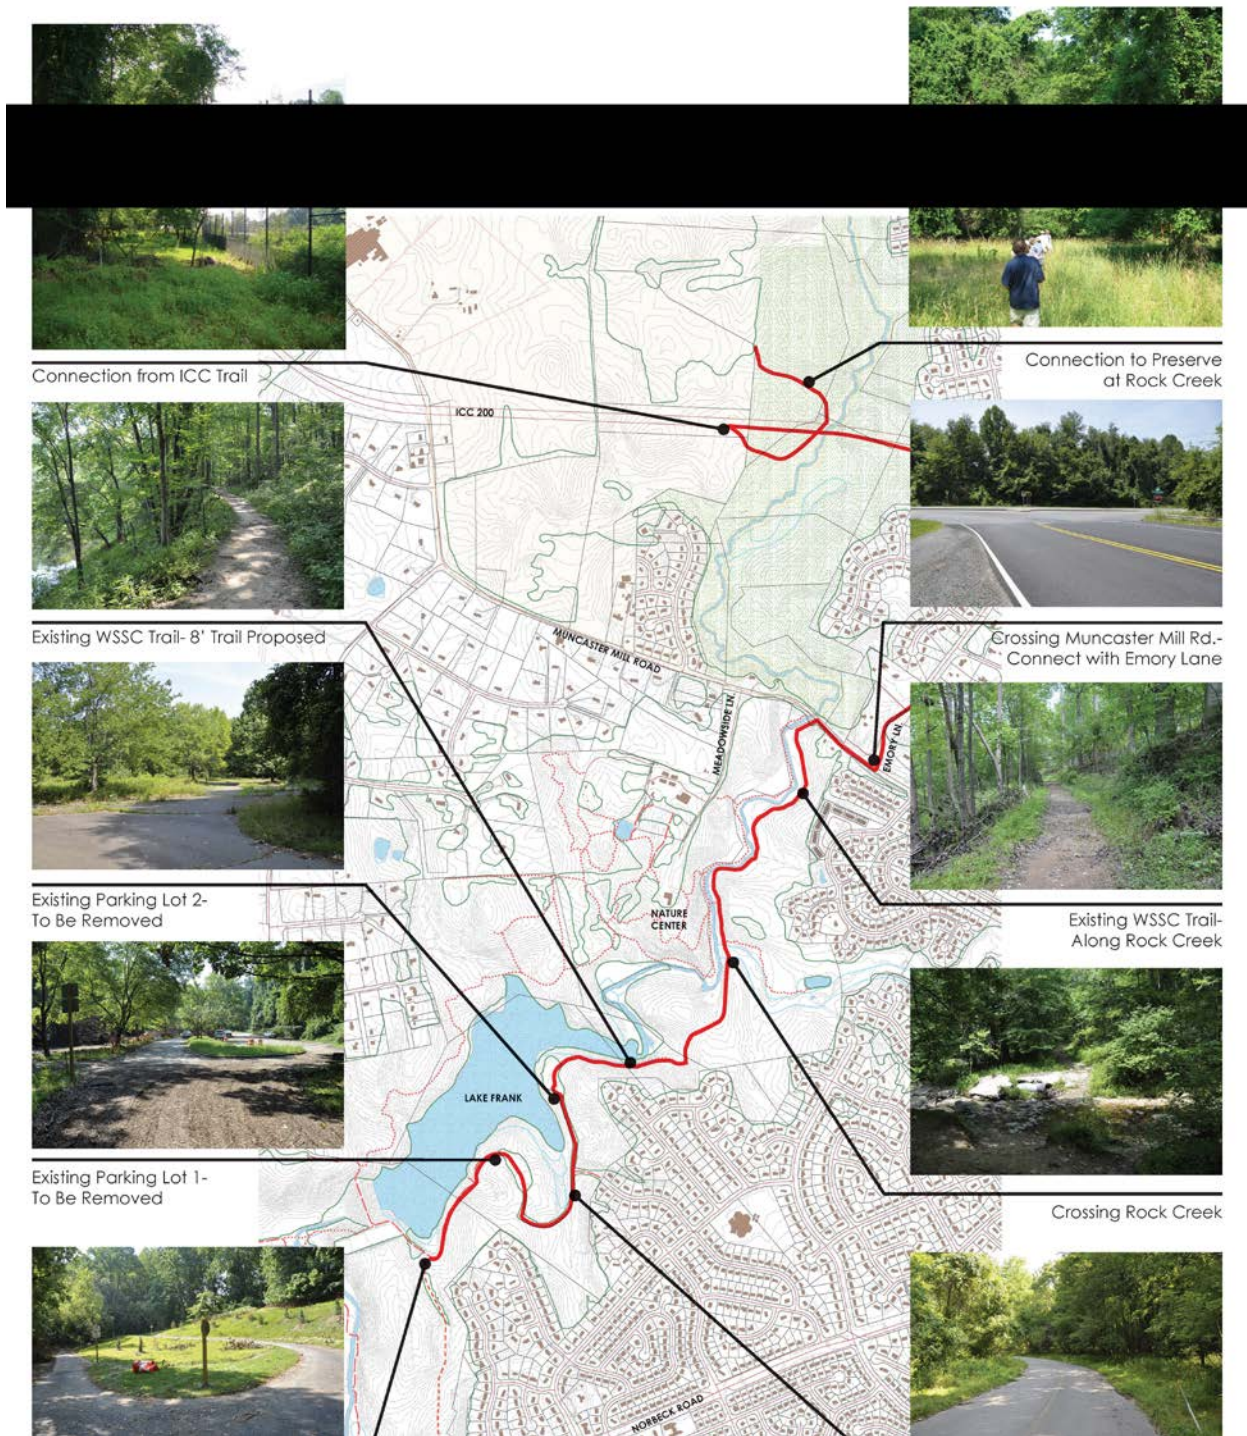 Connection from ICC Trail
Connection to Preserve
at Rock Creek
ICC 200
Existing WSSC Trail- 8' Trail Proposed
MUNCASTER MILL ROAD
Crossing Muncaster Mill Rd.-
Connect with Emory Lane
MEADOWSIDE LN.
EMORY LN.
Existing Parking Lot 2-
To Be Removed
NATURE
CENTER
Existing WSSC Trail-
Along Rock Creek
LAKE FRANK
Existing Parking Lot 1-
To Be Removed
Crossing Rock Creek
NORBECK ROAD